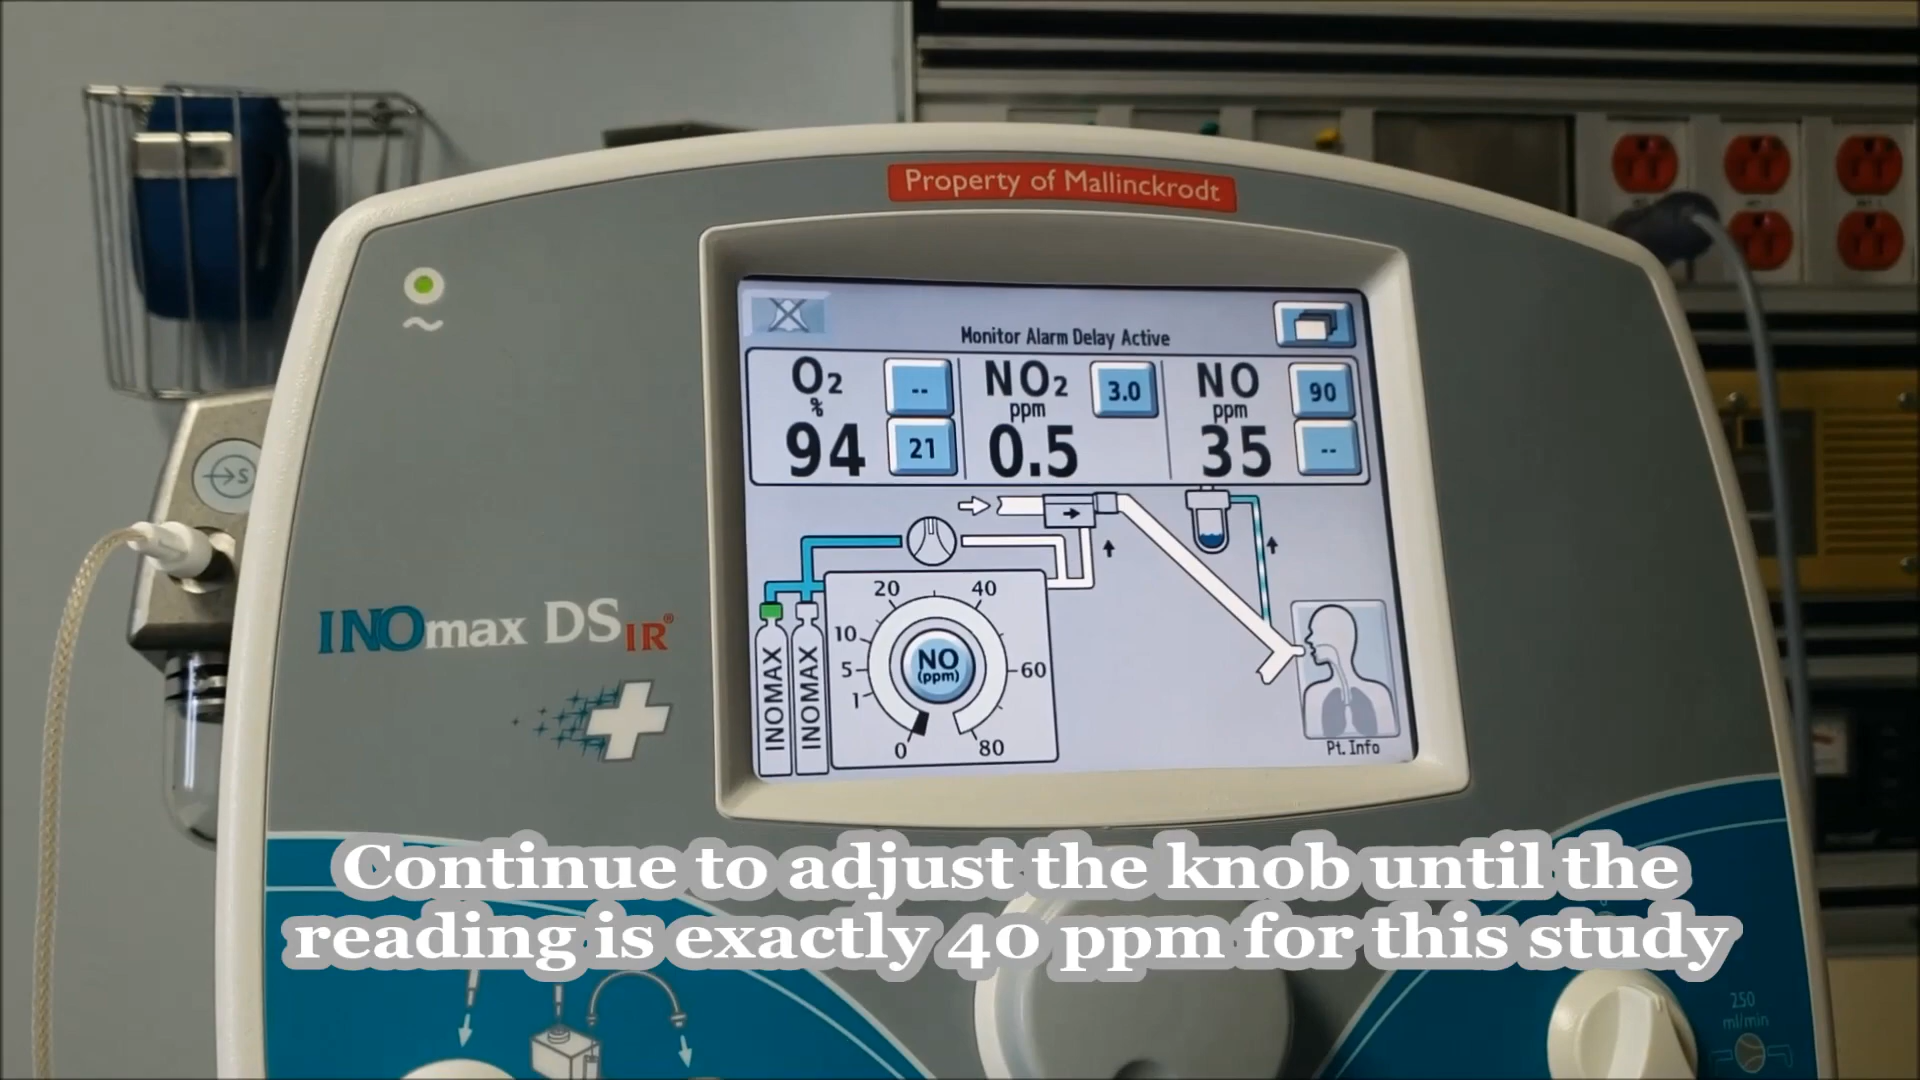 Property of Mallinckrodt
Monitor Alarm Delay Active
O2 -- NO2 3.0 NO 90
% ppm ppm
94 21 0.5 35 --
20 40
10
5 NO 60
(ppm)
1
0 80
INOMAX INOMAX
Pt. Info
S
INOmax DSIR®
Continue to adjust the knob until the
reading is exactly 40 ppm for this study
250
ml/min